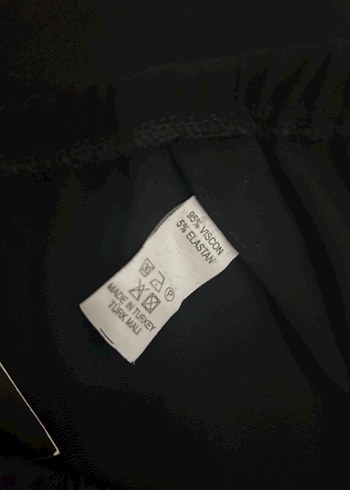 95% VISCON
5% ELASTAN
P
MADE IN TURKEY
TÜRK MALI